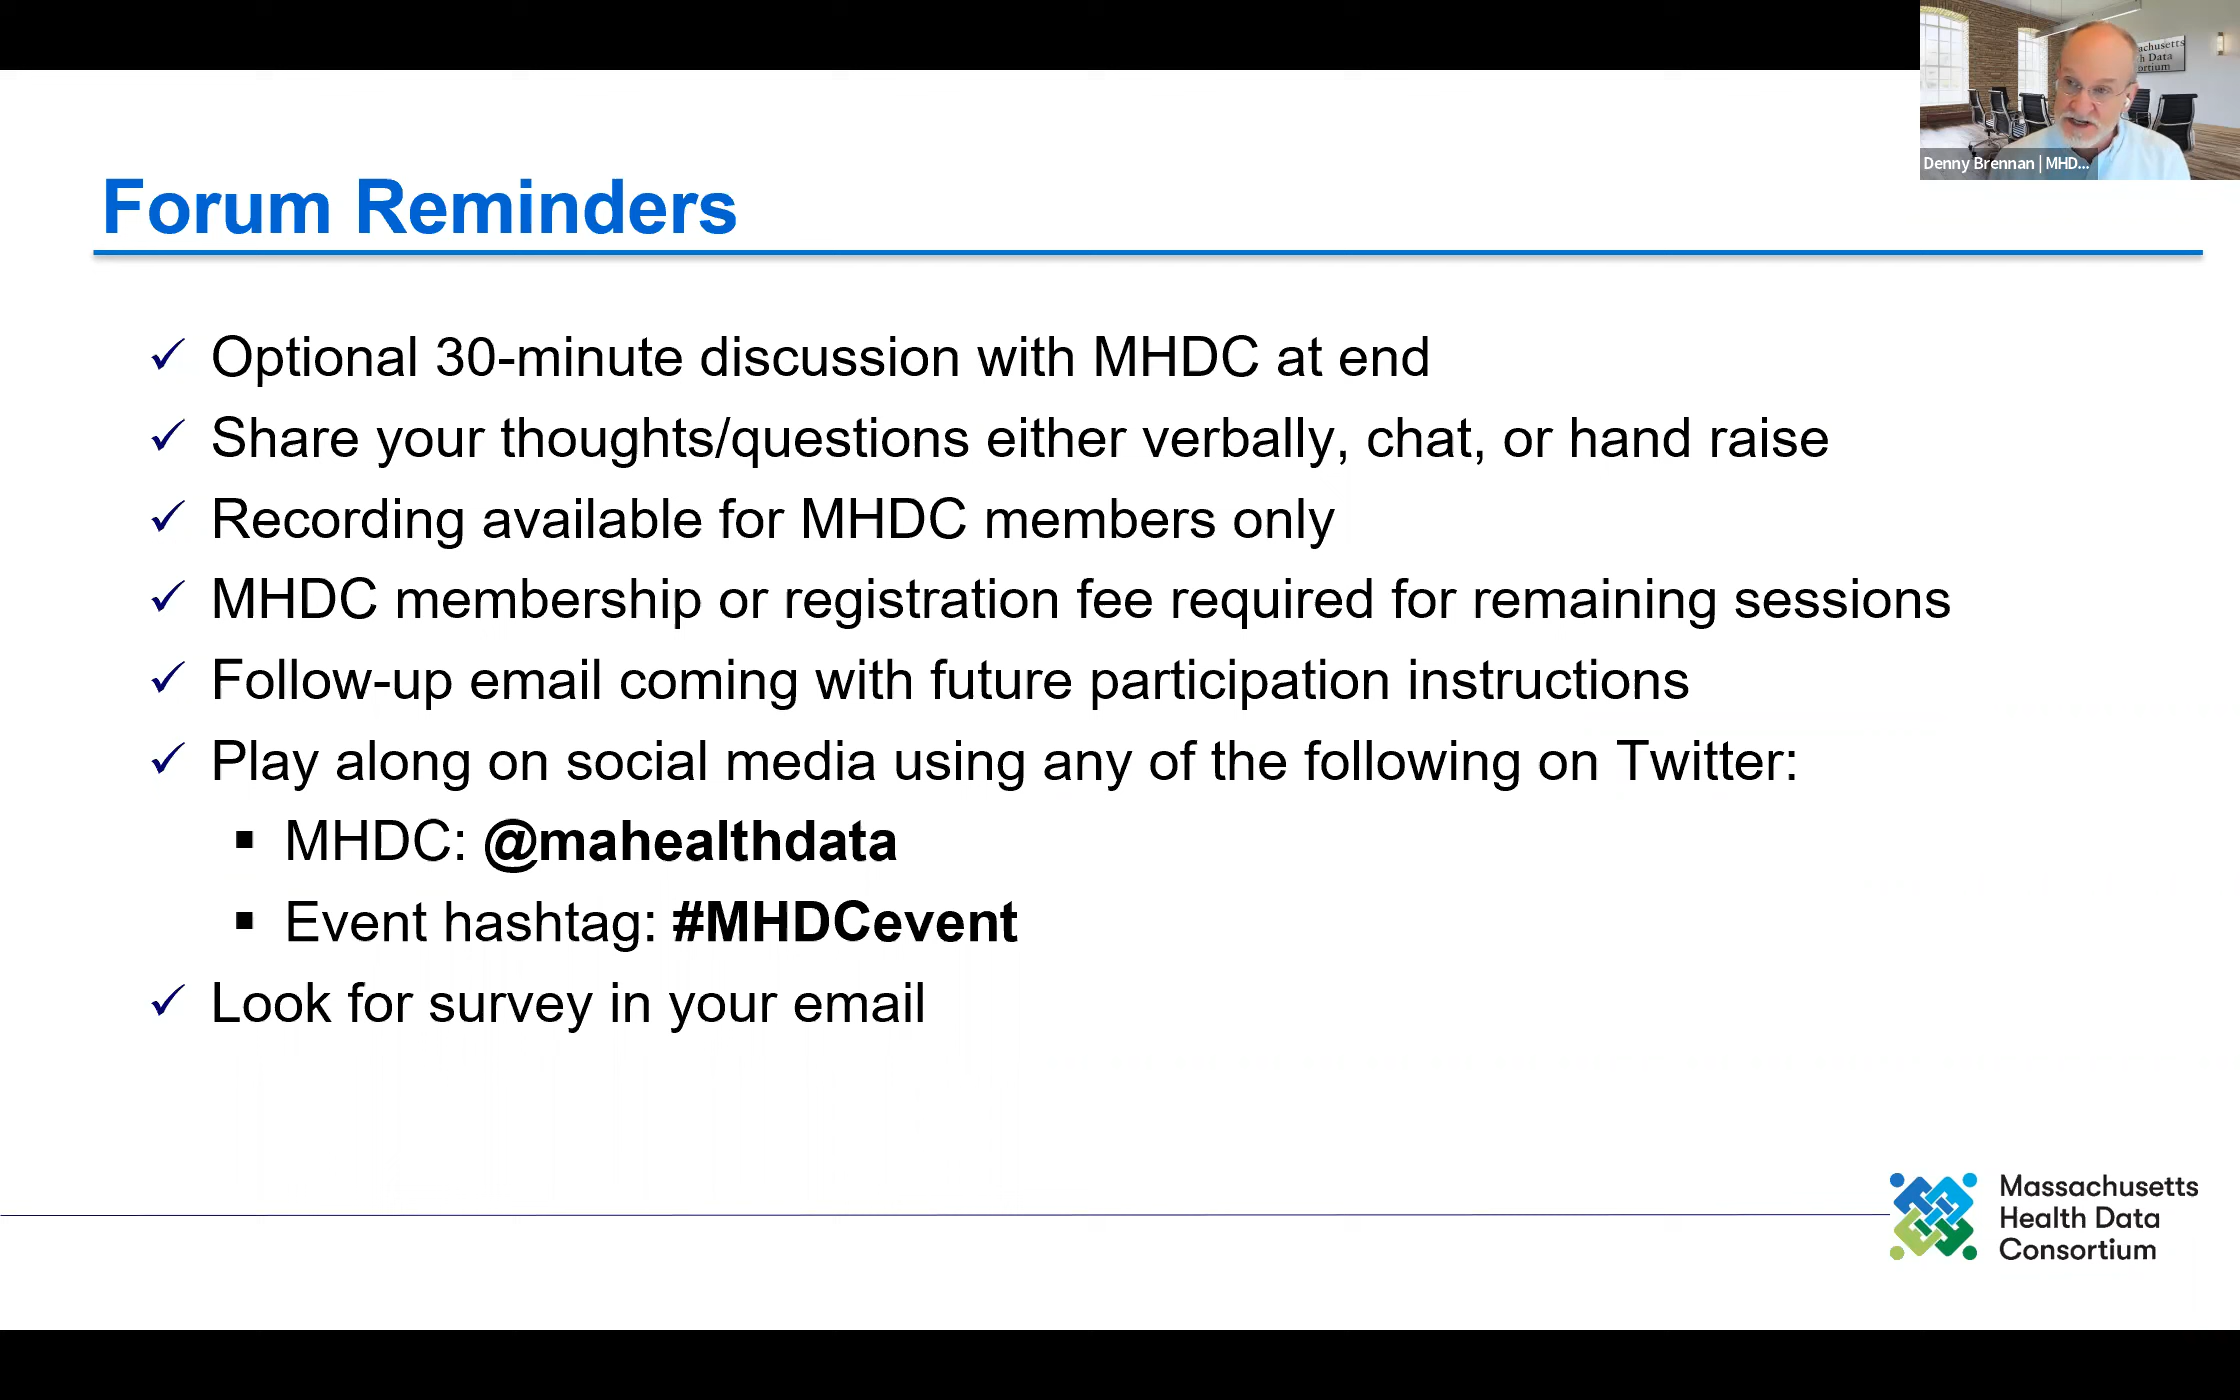 achusetts
h Data
ortium
Denny Brennan | MHD...
Forum Reminders
✓ Optional 30-minute discussion with MHDC at end
✓ Share your thoughts/questions either verbally, chat, or hand raise
✓ Recording available for MHDC members only
✓ MHDC membership or registration fee required for remaining sessions
✓ Follow-up email coming with future participation instructions
✓ Play along on social media using any of the following on Twitter:
▪ MHDC: @mahealthdata
▪ Event hashtag: #MHDCevent
✓ Look for survey in your email
Massachusetts
Health Data
Consortium